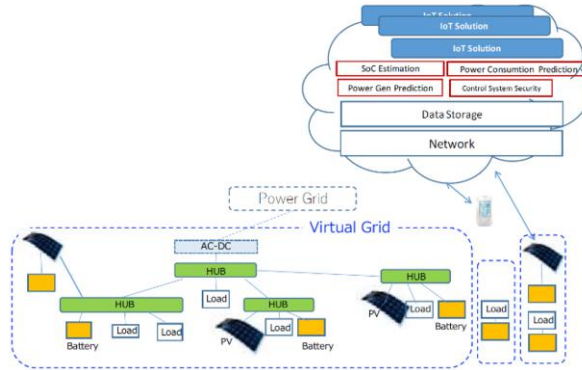 IoT Solution
IoT Solution
IoT Solution
SoC Estimation
Power Consumtion Prediction
Power Gen Prediction
Control System Security
Data Storage
Network
Power Grid
Virtual Grid
AC-DC
HUB
HUB
Load
HUB
HUB
Battery
Load
Load
PV
Load
Battery
PV
Load
Battery
Load
Load